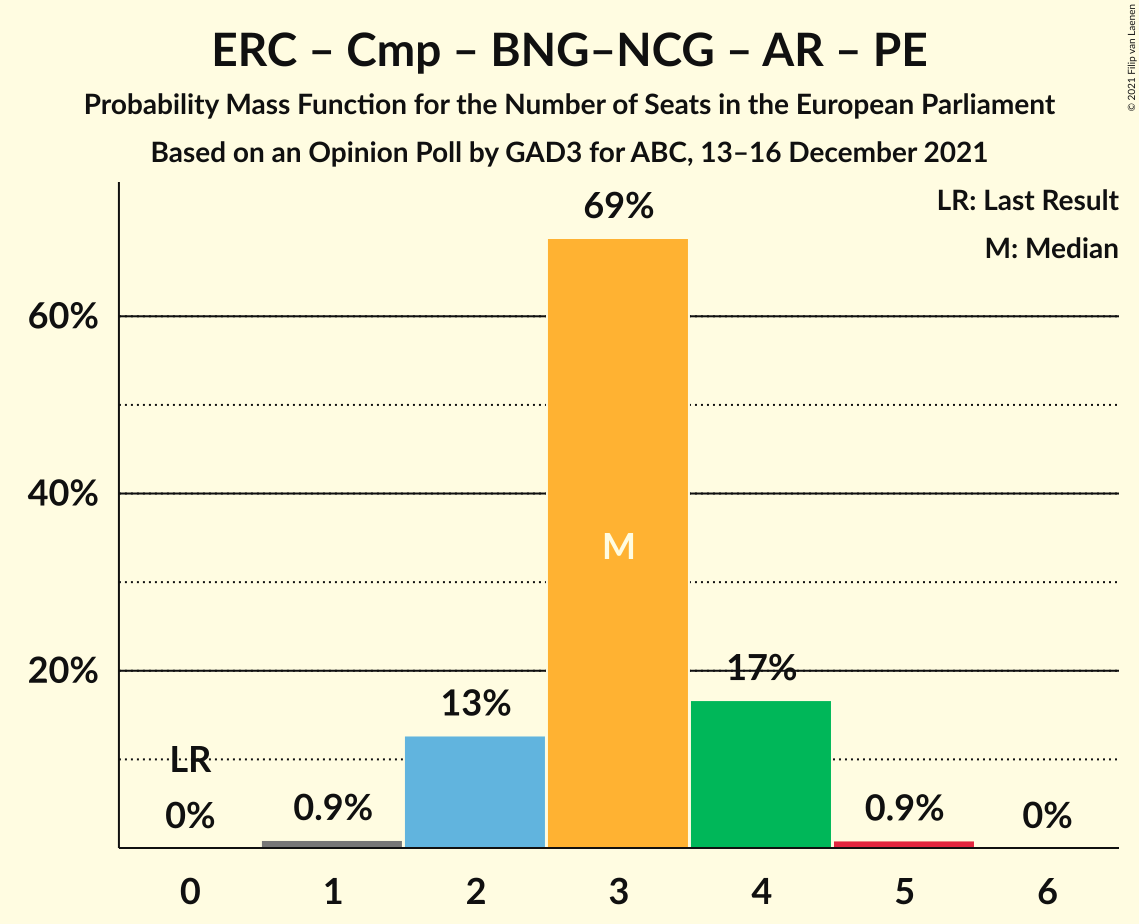 ERC – Cmp – BNG–NCG – AR – PE
Probability Mass Function for the Number of Seats in the European Parliament
Based on an Opinion Poll by GAD3 for ABC, 13–16 December 2021
© 2021 Filip van Laenen
LR: Last Result
M: Median
69%
60%
40%
M
20%
17%
13%
LR
0%
0.9%
0.9%
0%
0 1 2 3 4 5 6